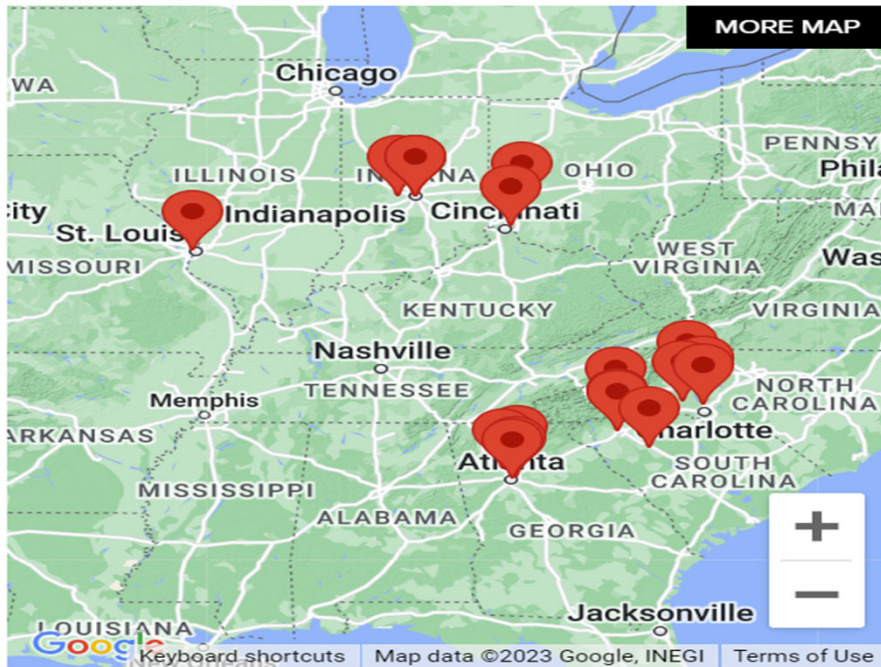 MORE MAP
Chicago
WA
PENNSY
ILLINOIS
OHIO
Phila
City
Indianapolis
St. Louis
MISSOURI
WEST
VIRGINIA
Was
KENTUCKY
VIRGINIA
Nashville
TENNESSEE
Memphis
NORTH
CAROLINA
ARKANSAS
SOUTH
CAROLINA
MISSISSIPPI
ALABAMA
GEORGIA
+
−
Jacksonville
LOUISIANA
Google
Keyboard shortcuts
Map data ©2023 Google, INEGI
Terms of Use